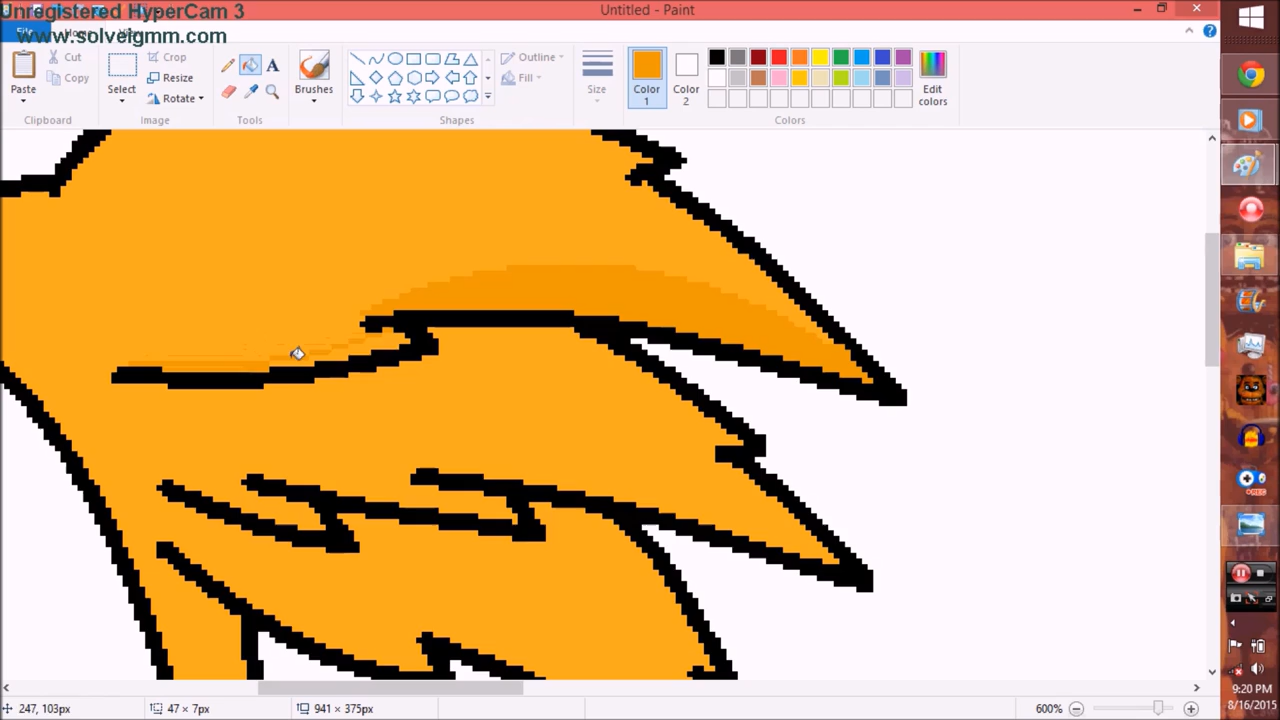 Unregistered HyperCam 3
Untitled - Paint
www.solveigmm.com
File
Cut
Crop
Outline
Copy
Resize
Fill
Paste
Select
Rotate
Brushes
Size
Color 1
Color 2
Edit colors
Clipboard
Image
Tools
Shapes
Colors
+REC
247, 103px
47 × 7px
941 × 375px
600%
9:20 PM
8/16/2015